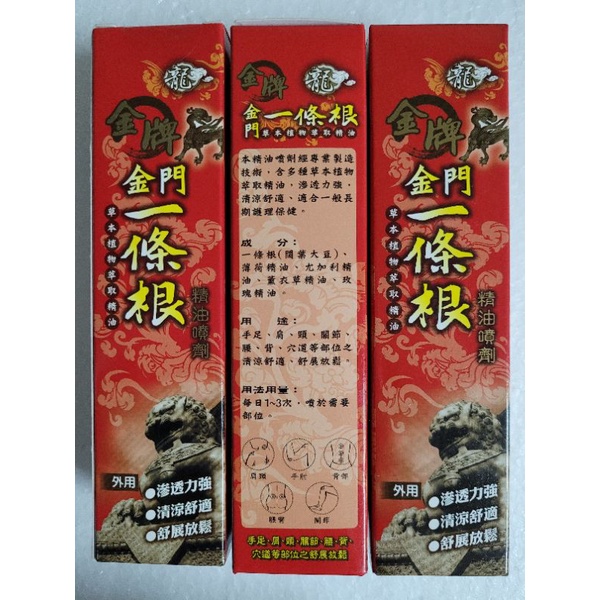 金牌
金門
一條根
草本植物萃取精油
精油噴劑
外用
滲透力強
清涼舒適
舒展放鬆
龍
金牌
金門一條根
草本植物萃取精油
本精油噴劑經專業製造
技術，含多種草本植物
萃取精油，滲透力強，
清涼舒適、適合一般長
期護理保健。
成　分：
一條根(闊葉大豆)、
薄荷精油、尤加利精
油、薰衣草精油、玫
瑰精油。
用　途：
手足、肩、頸、關節、
腰、背、穴道等部位之
清涼舒適、舒展放鬆。
用法用量：
每日1~3次，噴於需要
部位。
肩頸
手肘
背部
腰臀
關節
手足、肩、頸、關節、腰、背、
穴道等部位之舒展放鬆
龍
金牌
金門
一條根
草本植物萃取精油
精油噴劑
外用
滲透力強
清涼舒適
舒展放鬆